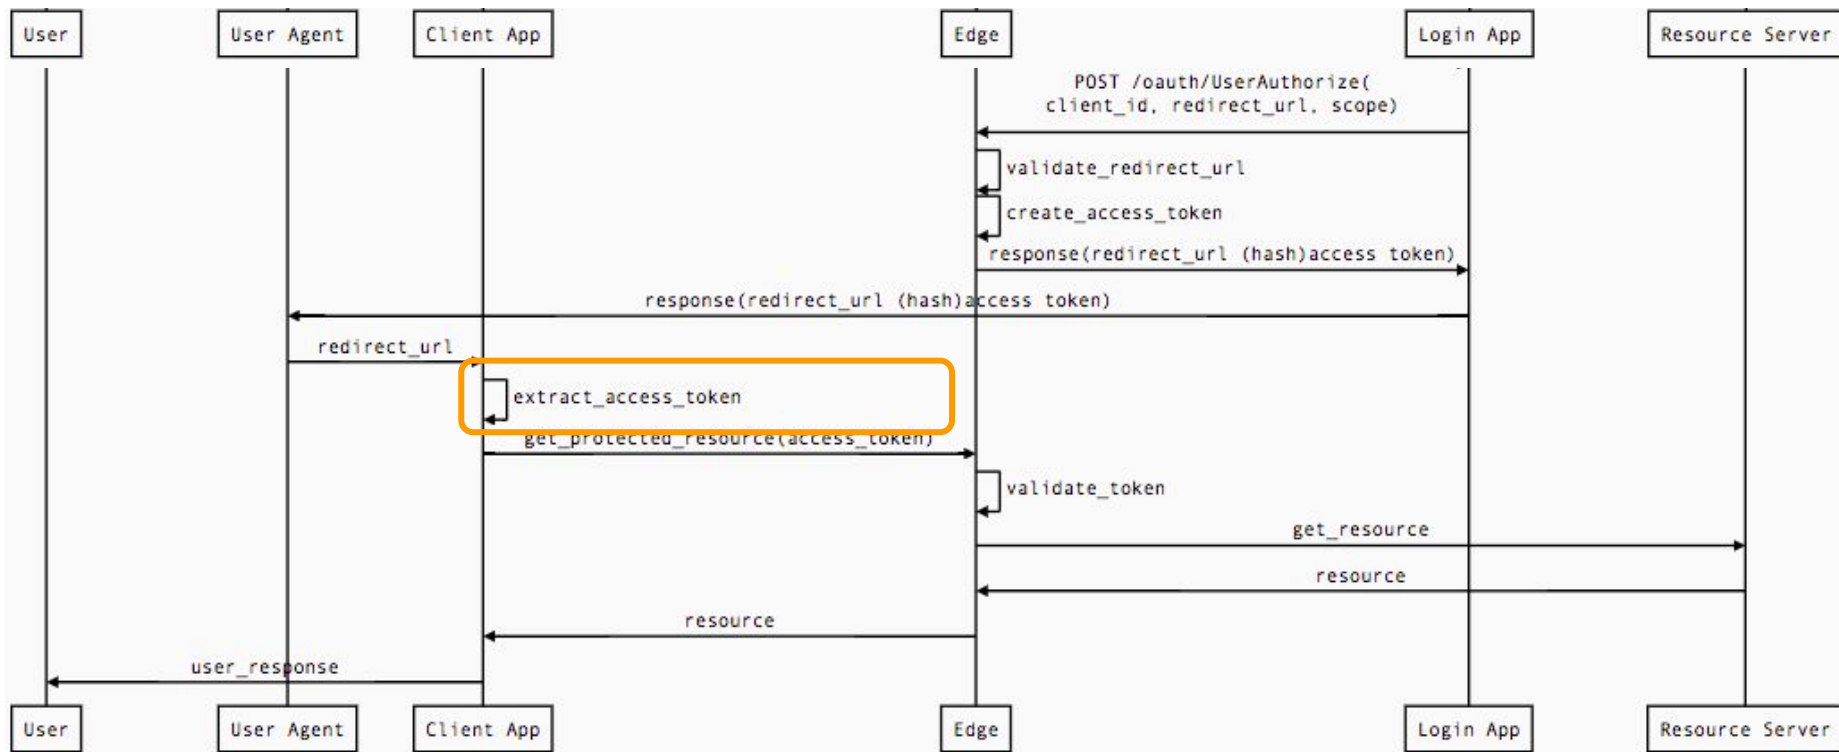 User
User Agent
Client App
Edge
Login App
Resource Server
POST /oauth/UserAuthorize(
client_id, redirect_url, scope)
validate_redirect_url
create_access_token
response(redirect_url (hash)access token)
response(redirect_url (hash)access token)
redirect_url
extract_access_token
get_protected_resource(access_token)
validate_token
get_resource
resource
resource
user_response
User
User Agent
Client App
Edge
Login App
Resource Server